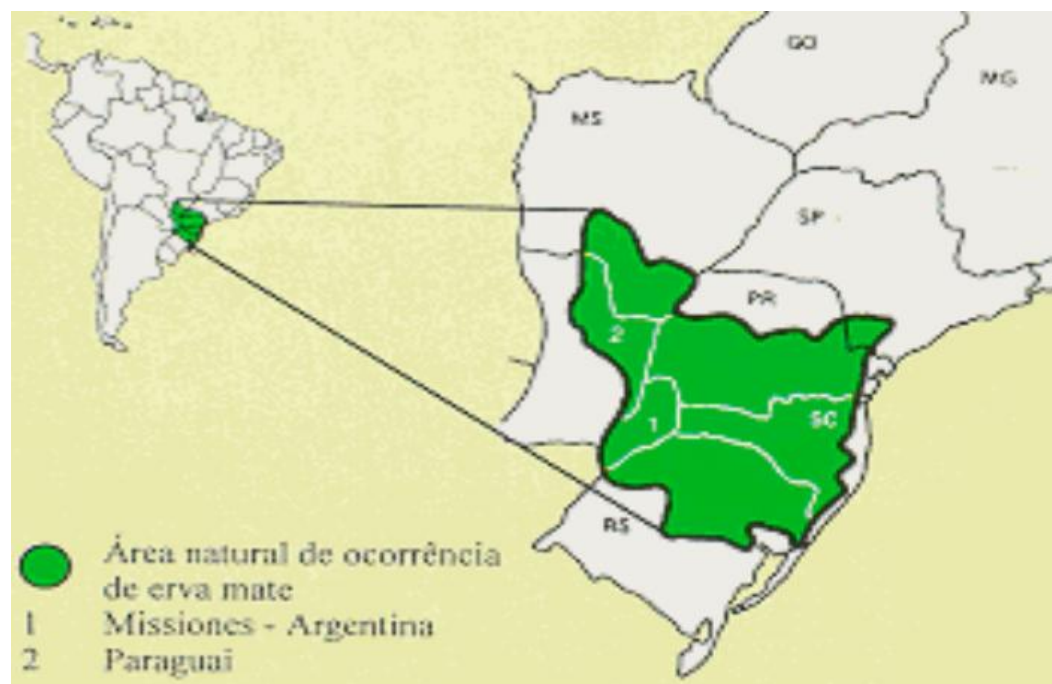 GO
MG
MS
SP
PR
2
1
SC
RS
Área natural de ocorrência
de erva mate
1 Missiones - Argentina
2 Paraguai